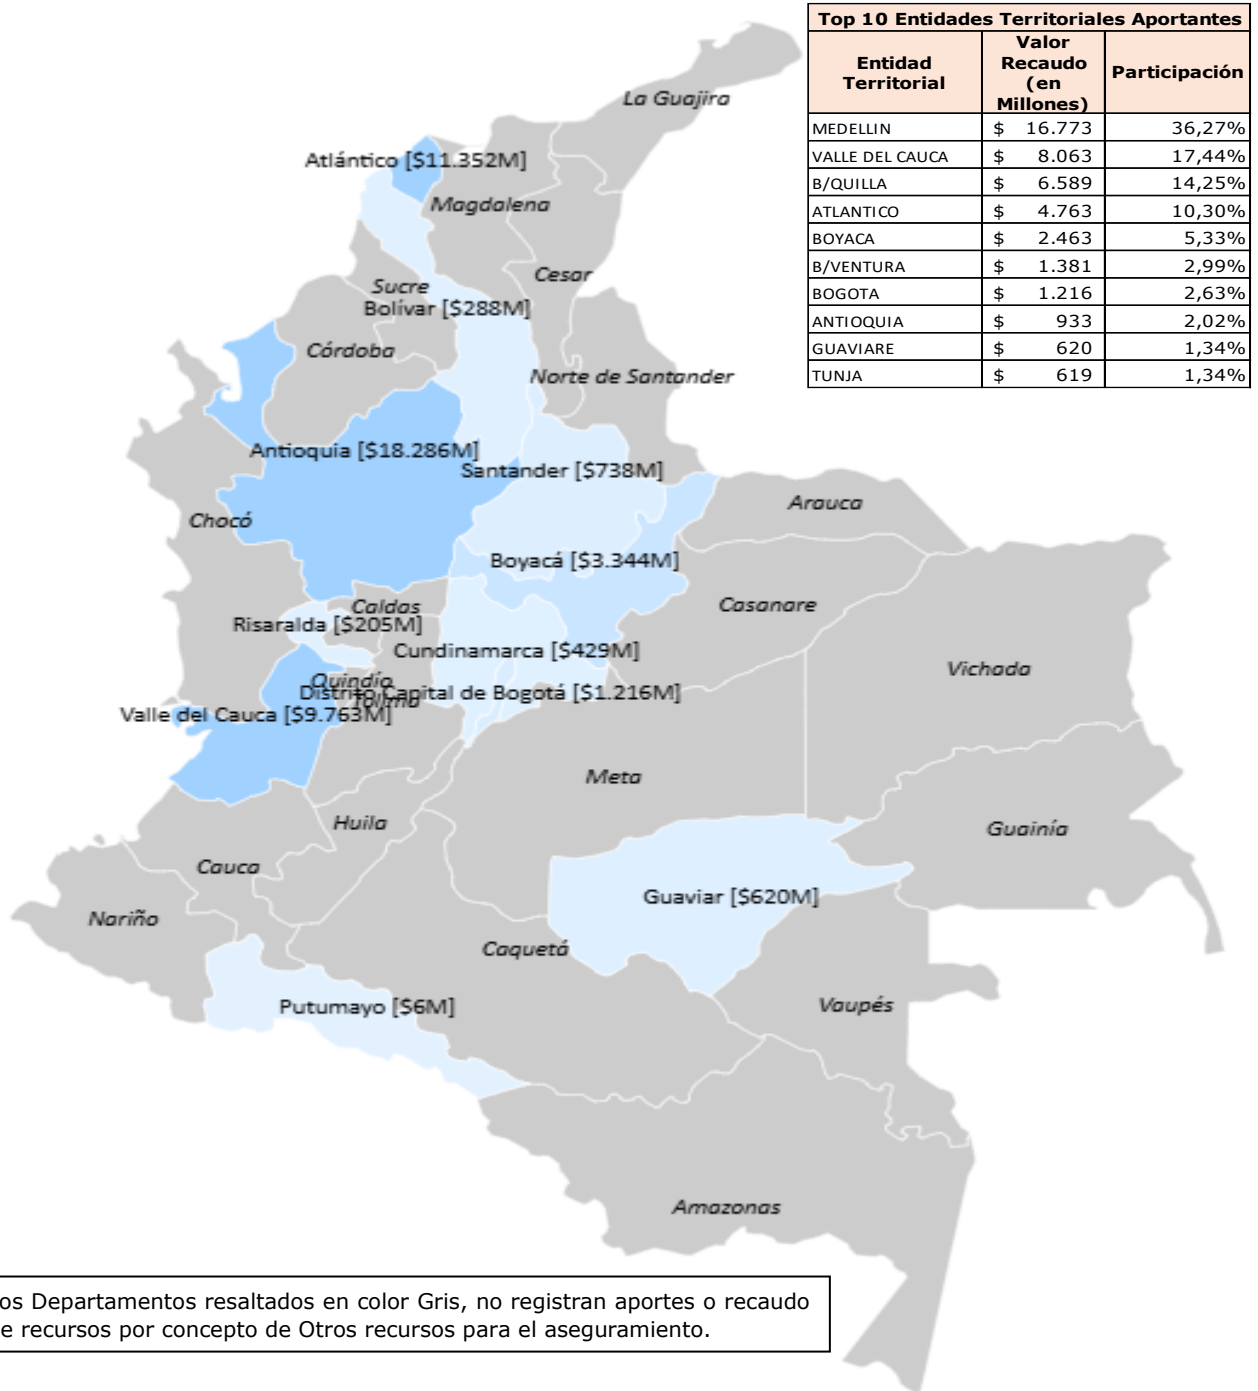 Top 10 Entidades Territoriales Aportantes
Entidad Territorial Valor Recaudo (en Millones) Participación
MEDELLIN $ 16.773 36,27%
VALLE DEL CAUCA $ 8.063 17,44%
B/QUILLA $ 6.589 14,25%
ATLANTICO $ 4.763 10,30%
BOYACA $ 2.463 5,33%
B/VENTURA $ 1.381 2,99%
BOGOTA $ 1.216 2,63%
ANTIOQUIA $ 933 2,02%
GUAVIARE $ 620 1,34%
TUNJA $ 619 1,34%
La Guajira
Atlántico [$11.352M]
Magdalena
Cesar
Sucre
Bolívar [$288M]
Córdoba
Norte de Santander
Antioquia [$18.286M]
Santander [$738M]
Arauca
Chocó
Boyacá [$3.344M]
Caldas
Casanare
Risaralda [$205M]
Cundinamarca [$429M]
Vichada
Quindío
Distrito Capital de Bogotá [$1.216M]
Tolima
Valle del Cauca [$9.763M]
Meta
Huila
Guainía
Cauca
Guaviar [$620M]
Nariño
Caquetá
Putumayo [$6M]
Vaupés
Amazonas
os Departamentos resaltados en color Gris, no registran aportes o recaudo
e recursos por concepto de Otros recursos para el aseguramiento.